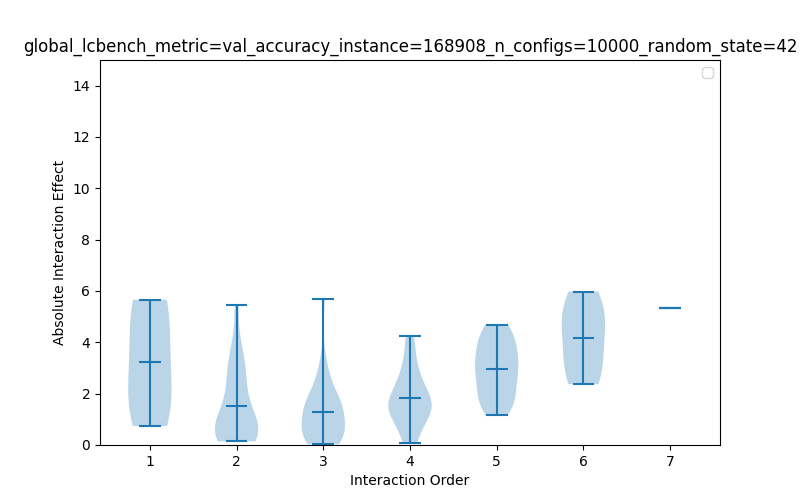 global_lcbench_metric=val_accuracy_instance=168908_n_configs=10000_random_state=42
Absolute Interaction Effect
14
12
10
8
6
4
2
0
1 2 3 4 5 6 7
Interaction Order